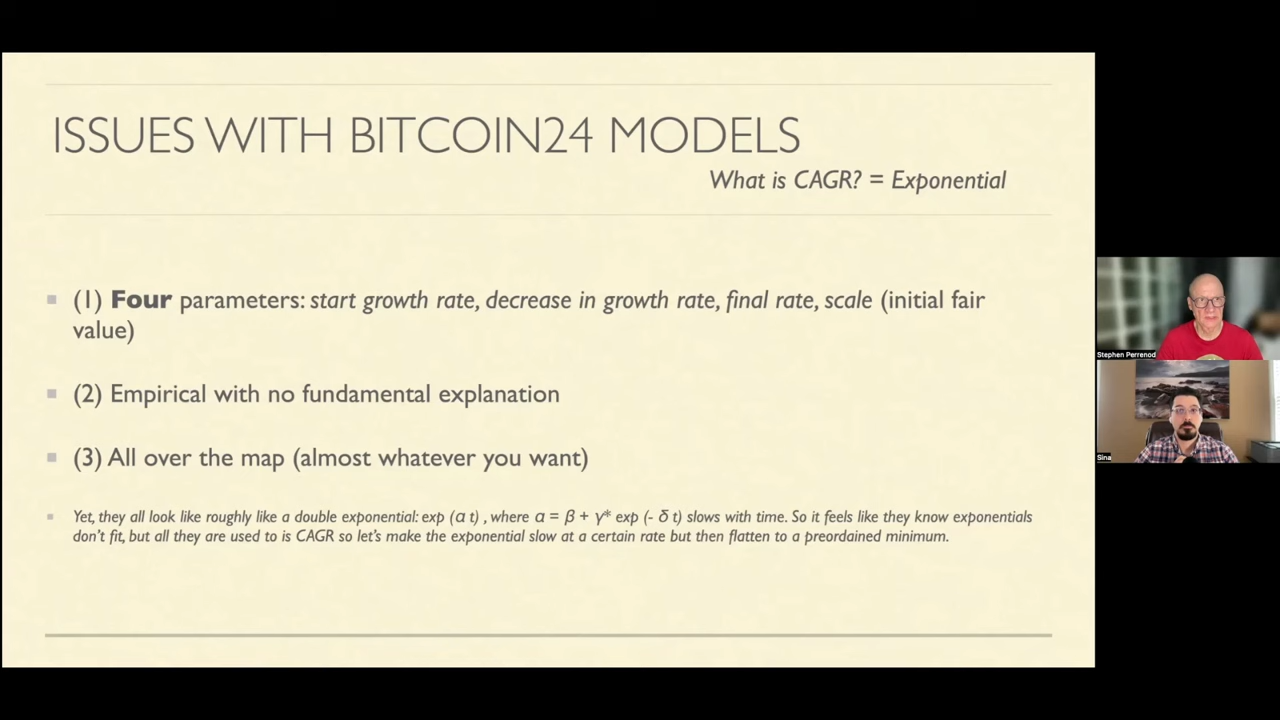 ISSUES WITH BITCOIN24 MODELS
What is CAGR? = Exponential
(1) Four parameters: start growth rate, decrease in growth rate, final rate, scale (initial fair
value)
(2) Empirical with no fundamental explanation
(3) All over the map (almost whatever you want)
Yet, they all look like roughly like a double exponential: exp (α t) , where α = β + γ* exp (- δ t) slows with time. So it feels like they know exponentials
don't fit, but all they are used to is CAGR so let's make the exponential slow at a certain rate but then flatten to a preordained minimum.
Stephen Perrenod
Sina